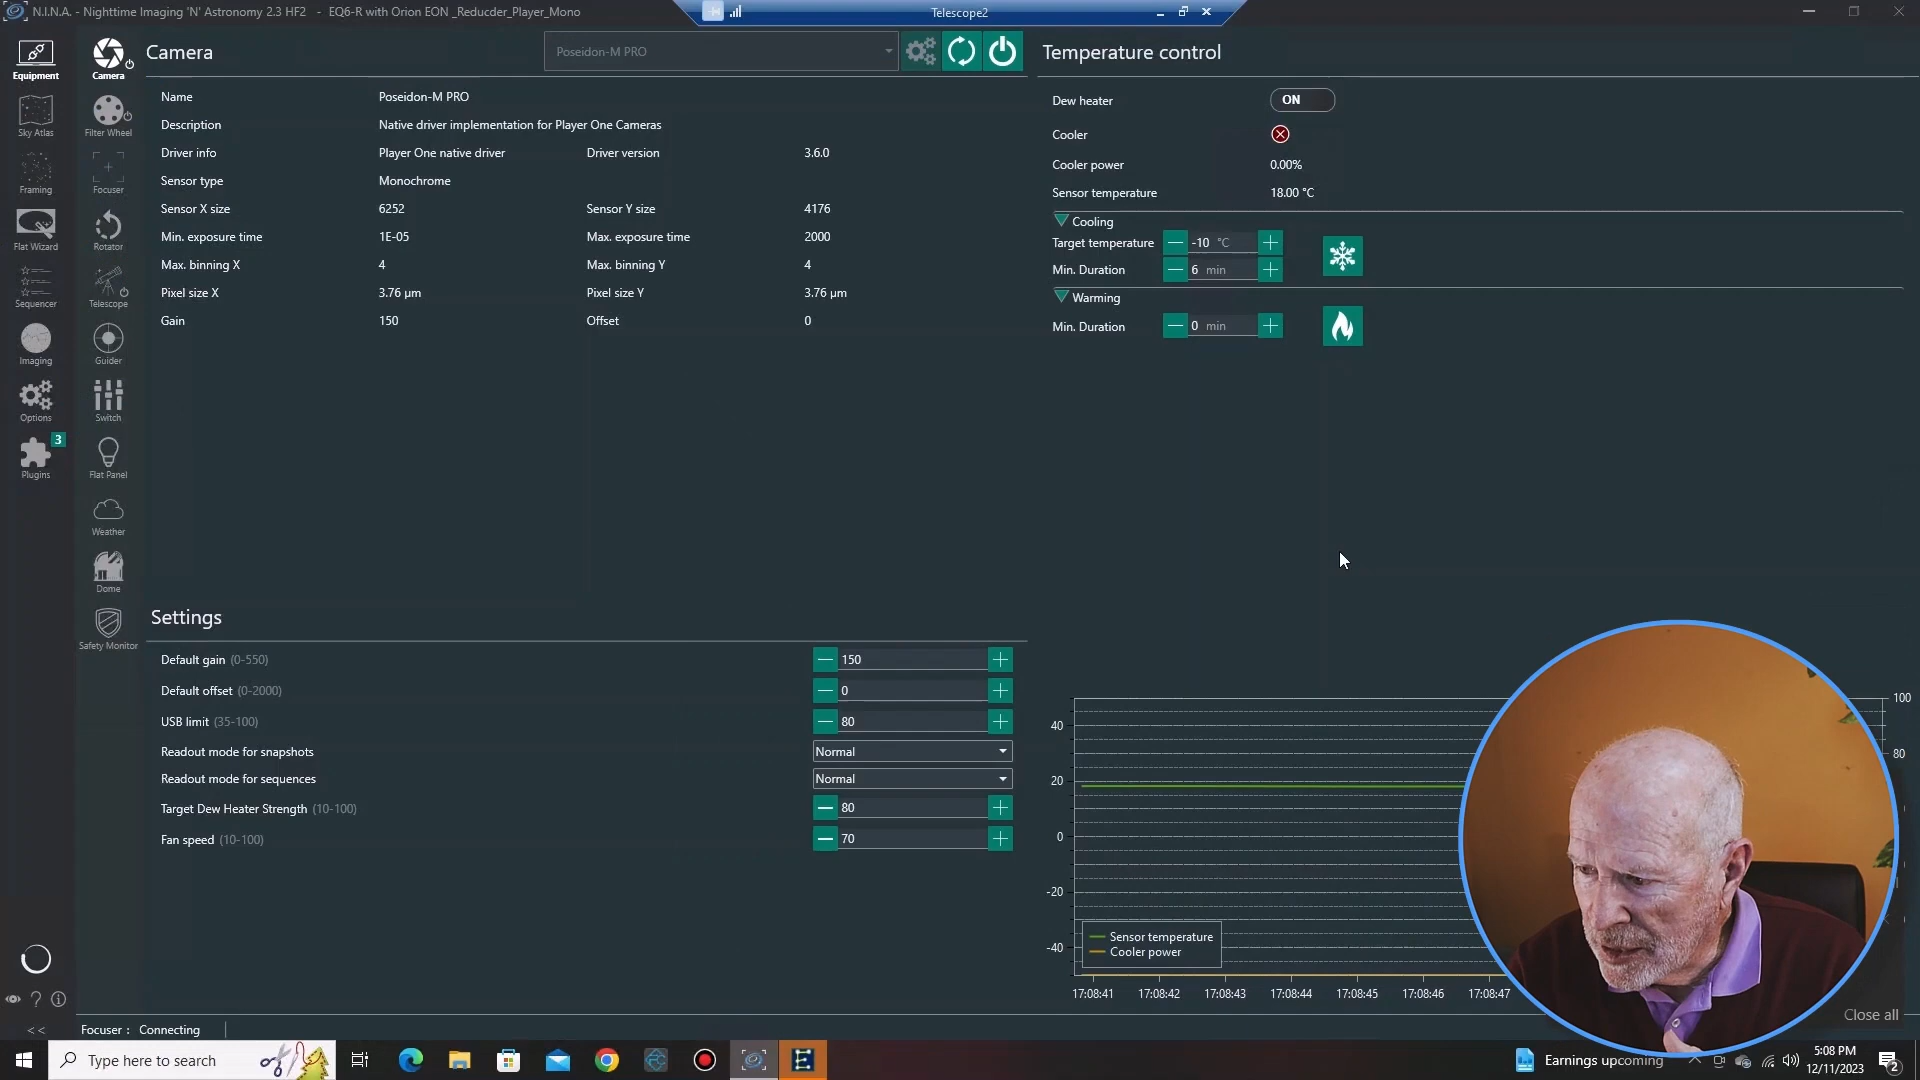 N.I.N.A. - Nighttime Imaging 'N' Astronomy 2.3 HF2 - EQ6-R with Orion EON _Reducder_Player_Mono
Telescope2
Equipment
Sky Atlas
Framing
Flat Wizard
Sequencer
Imaging
Options
3
Plugins
Camera
Filter Wheel
Focuser
Rotator
Telescope
Guider
Switch
Flat Panel
Weather
Dome
Safety Monitor
Camera
Poseidon-M PRO
Name Poseidon-M PRO
Description Native driver implementation for Player One Cameras
Driver info Player One native driver Driver version 3.6.0
Sensor type Monochrome
Sensor X size 6252 Sensor Y size 4176
Min. exposure time 1E-05 Max. exposure time 2000
Max. binning X 4 Max. binning Y 4
Pixel size X 3.76 µm Pixel size Y 3.76 µm
Gain 150 Offset 0
Temperature control
Dew heater ON
Cooler
Cooler power 0.00%
Sensor temperature 18.00 °C
Cooling
Target temperature -10 °C
Min. Duration 6 min
Warming
Min. Duration 0 min
Settings
Default gain (0-550) 150
Default offset (0-2000) 0
USB limit (35-100) 80
Readout mode for snapshots Normal
Readout mode for sequences Normal
Target Dew Heater Strength (10-100) 80
Fan speed (10-100) 70
100
40
80
20
0
-20
-40
Sensor temperature
Cooler power
17:08:41 17:08:42 17:08:43 17:08:44 17:08:45 17:08:46 17:08:47
Close all
<< Focuser : Connecting
Type here to search
Earnings upcoming
5:08 PM
12/11/2023
2